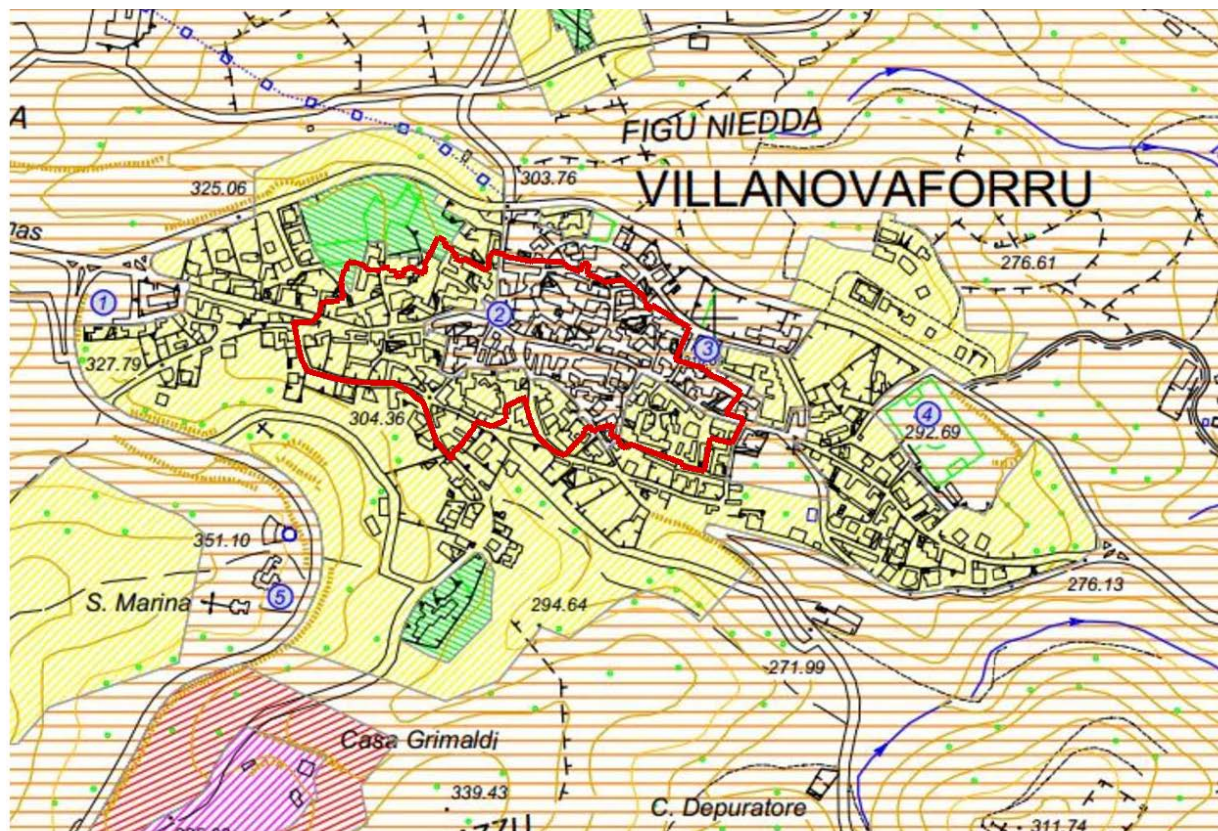 FIGU NIEDDA
303.76
325.06
VILLANOVAFORRU
nas
276.61
1
2
3
327.79
304.36
4
292.69
351.10
276.13
S. Marina
5
294.64
271.99
Casa Grimaldi
339.43
C. Depuratore
311.74